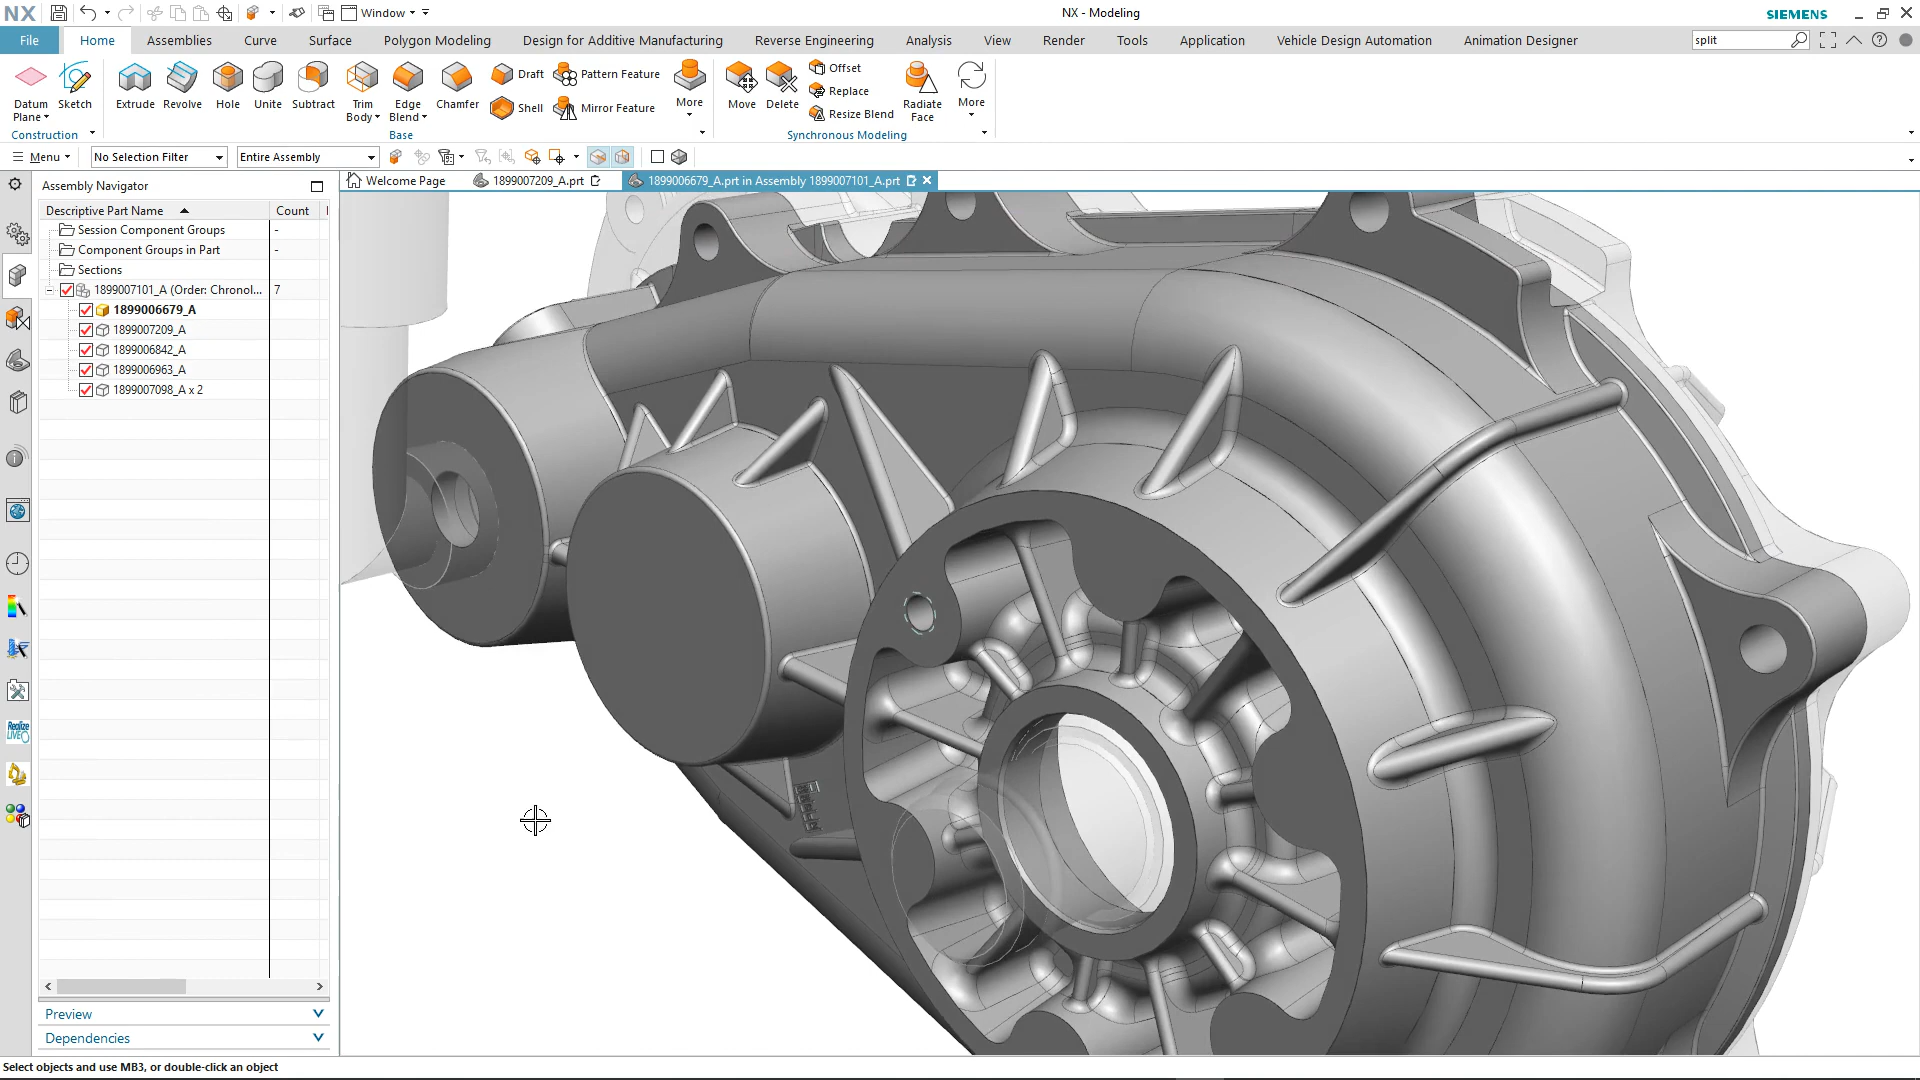 NX
Window
NX - Modeling
SIEMENS
File
Home
Assemblies
Curve
Surface
Polygon Modeling
Design for Additive Manufacturing
Reverse Engineering
Analysis
View
Render
Tools
Application
Vehicle Design Automation
Animation Designer
split
Datum Plane
Sketch
Extrude
Revolve
Hole
Unite
Subtract
Trim Body
Edge Blend
Chamfer
Draft
Shell
Pattern Feature
Mirror Feature
More
Move
Delete
Offset
Replace
Resize Blend
Radiate Face
More
Construction
Base
Synchronous Modeling
Menu
No Selection Filter
Entire Assembly
Assembly Navigator
Welcome Page
1899007209_A.prt
1899006679_A.prt in Assembly 1899007101_A.prt
Descriptive Part Name
Count
Session Component Groups
-
Component Groups in Part
-
Sections
1899007101_A (Order: Chronol...
7
1899006679_A
1899007209_A
1899006842_A
1899006963_A
1899007098_A x 2
Realize LIVE
Preview
Dependencies
Select objects and use MB3, or double-click an object